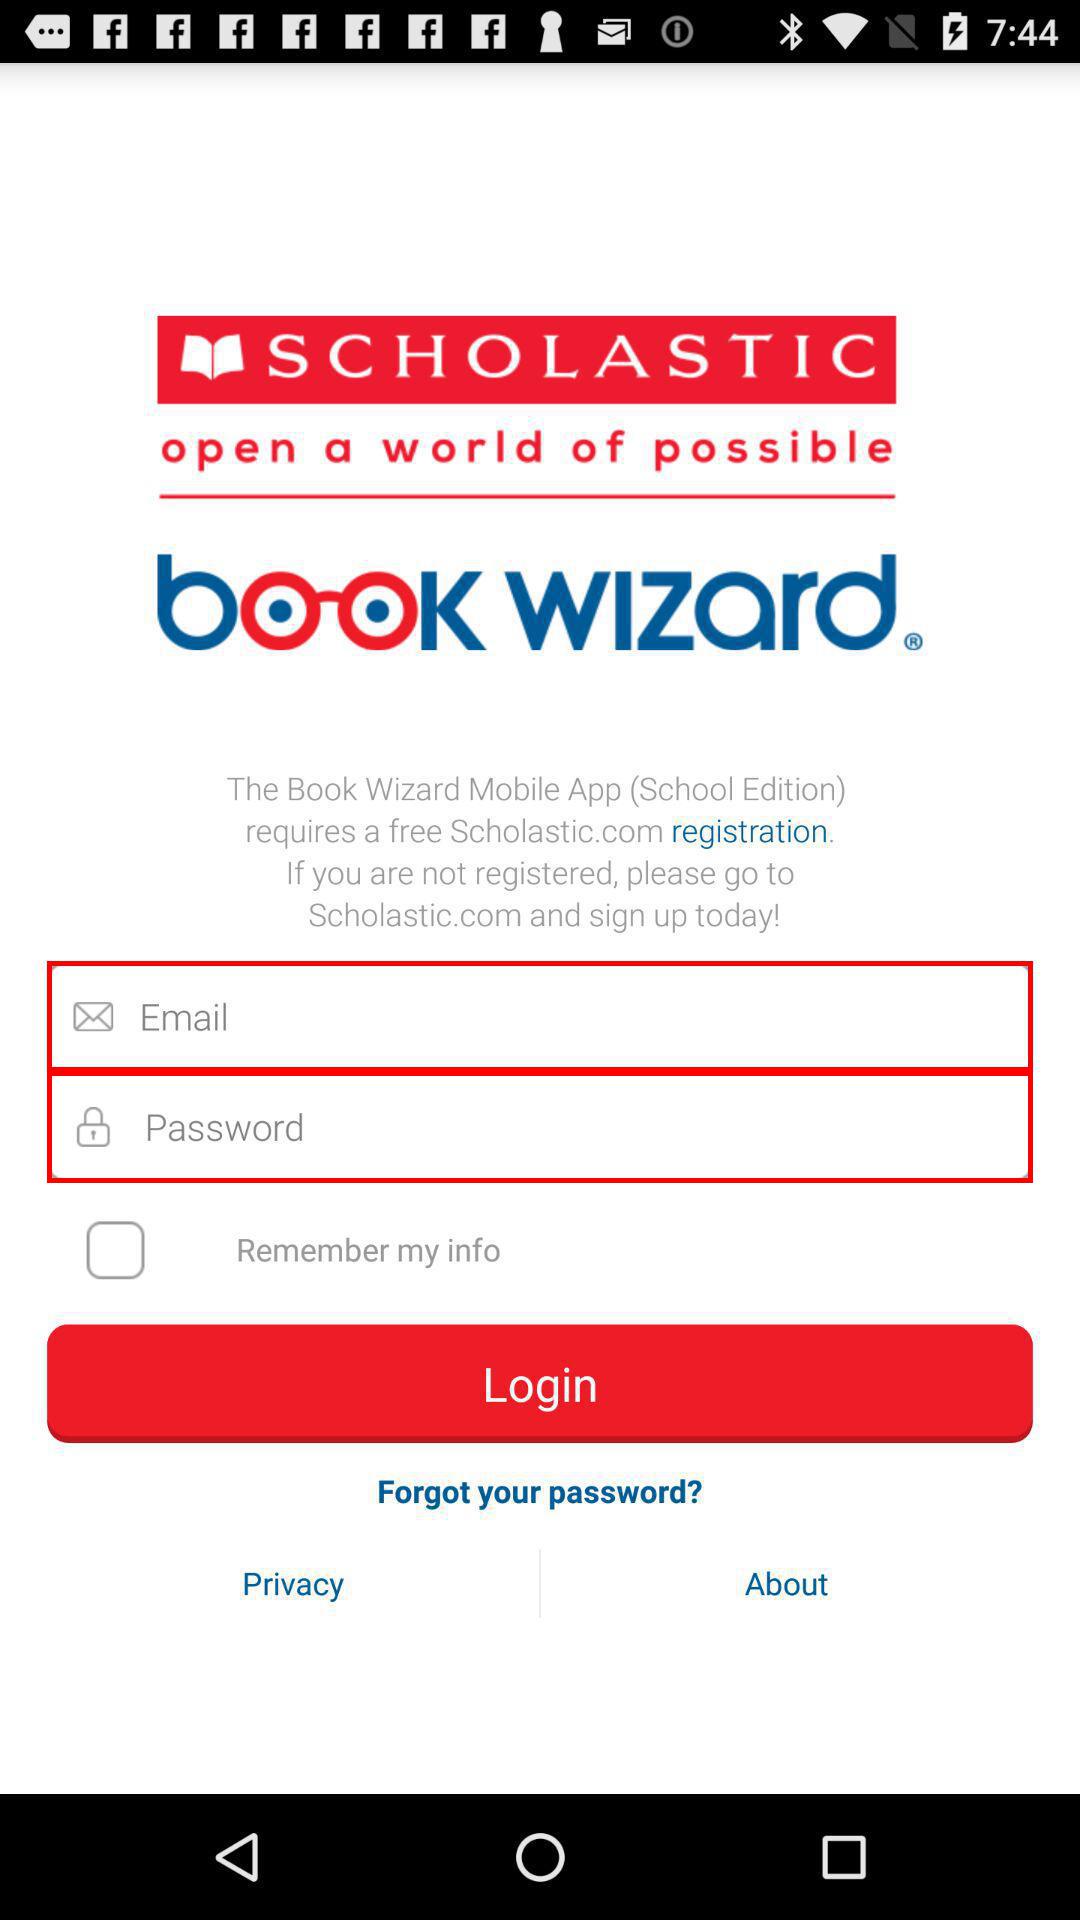 7:44
SCHOLASTIC
open a world of possible
book wizard®
The Book Wizard Mobile App (School Edition)
requires a free Scholastic.com registration.
If you are not registered, please go to
Scholastic.com and sign up today!
Email
Password
Remember my info
Login
Forgot your password?
Privacy
About